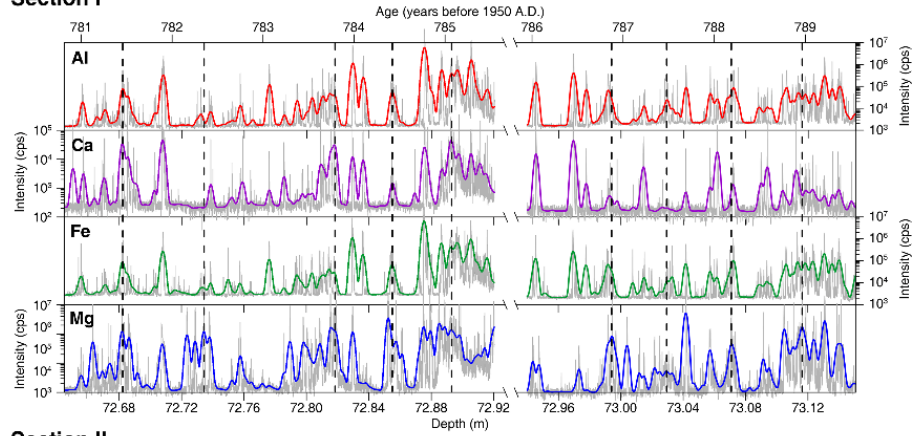 Section I
Age (years before 1950 A.D.)
781 782 783 784 785 786 787 788 789
Al
10⁷
10⁶
10⁵
10⁴
10³
Intensity (cps)
Ca
10⁵
10⁴
10³
10²
Intensity (cps)
Fe
10⁷
10⁶
10⁵
10⁴
10³
Intensity (cps)
Mg
10⁷
10⁶
10⁵
10⁴
10³
Intensity (cps)
72.68 72.72 72.76 72.80 72.84 72.88 72.92 72.96 73.00 73.04 73.08 73.12
Depth (m)
Section II